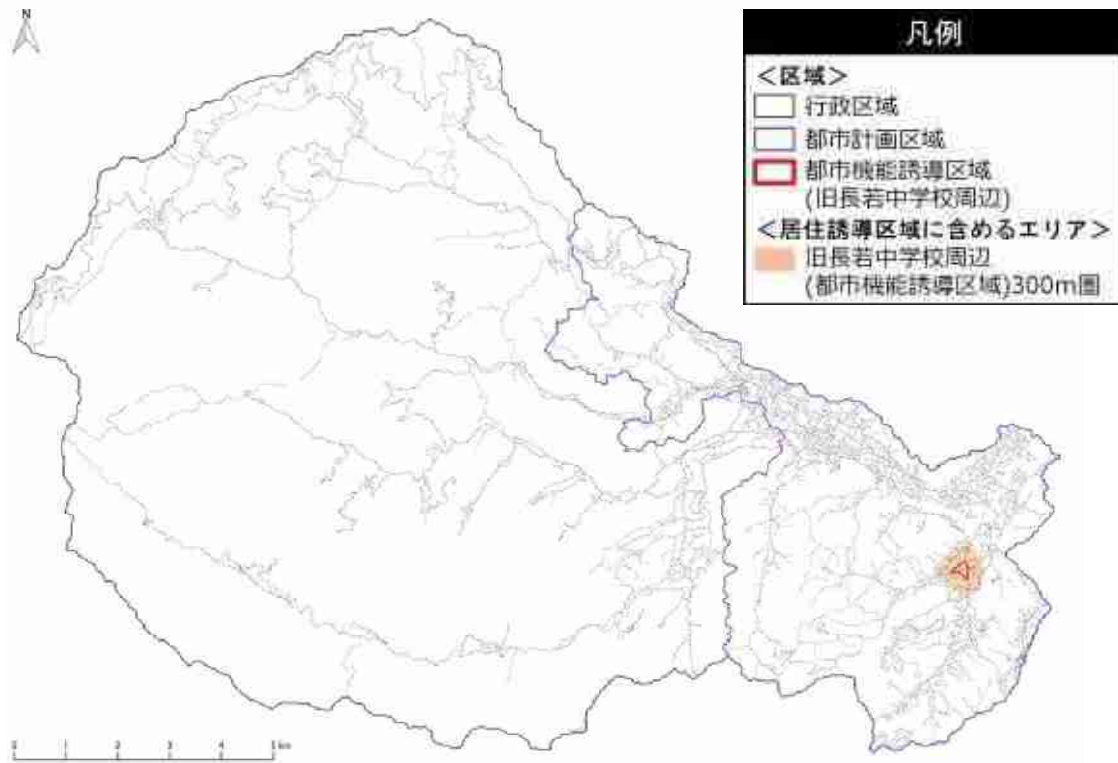 N
凡例
＜区域＞
行政区域
都市計画区域
都市機能誘導区域
(旧長若中学校周辺)
＜居住誘導区域に含めるエリア＞
旧長若中学校周辺
(都市機能誘導区域)300m圏
0 1 2 3 4 5 km